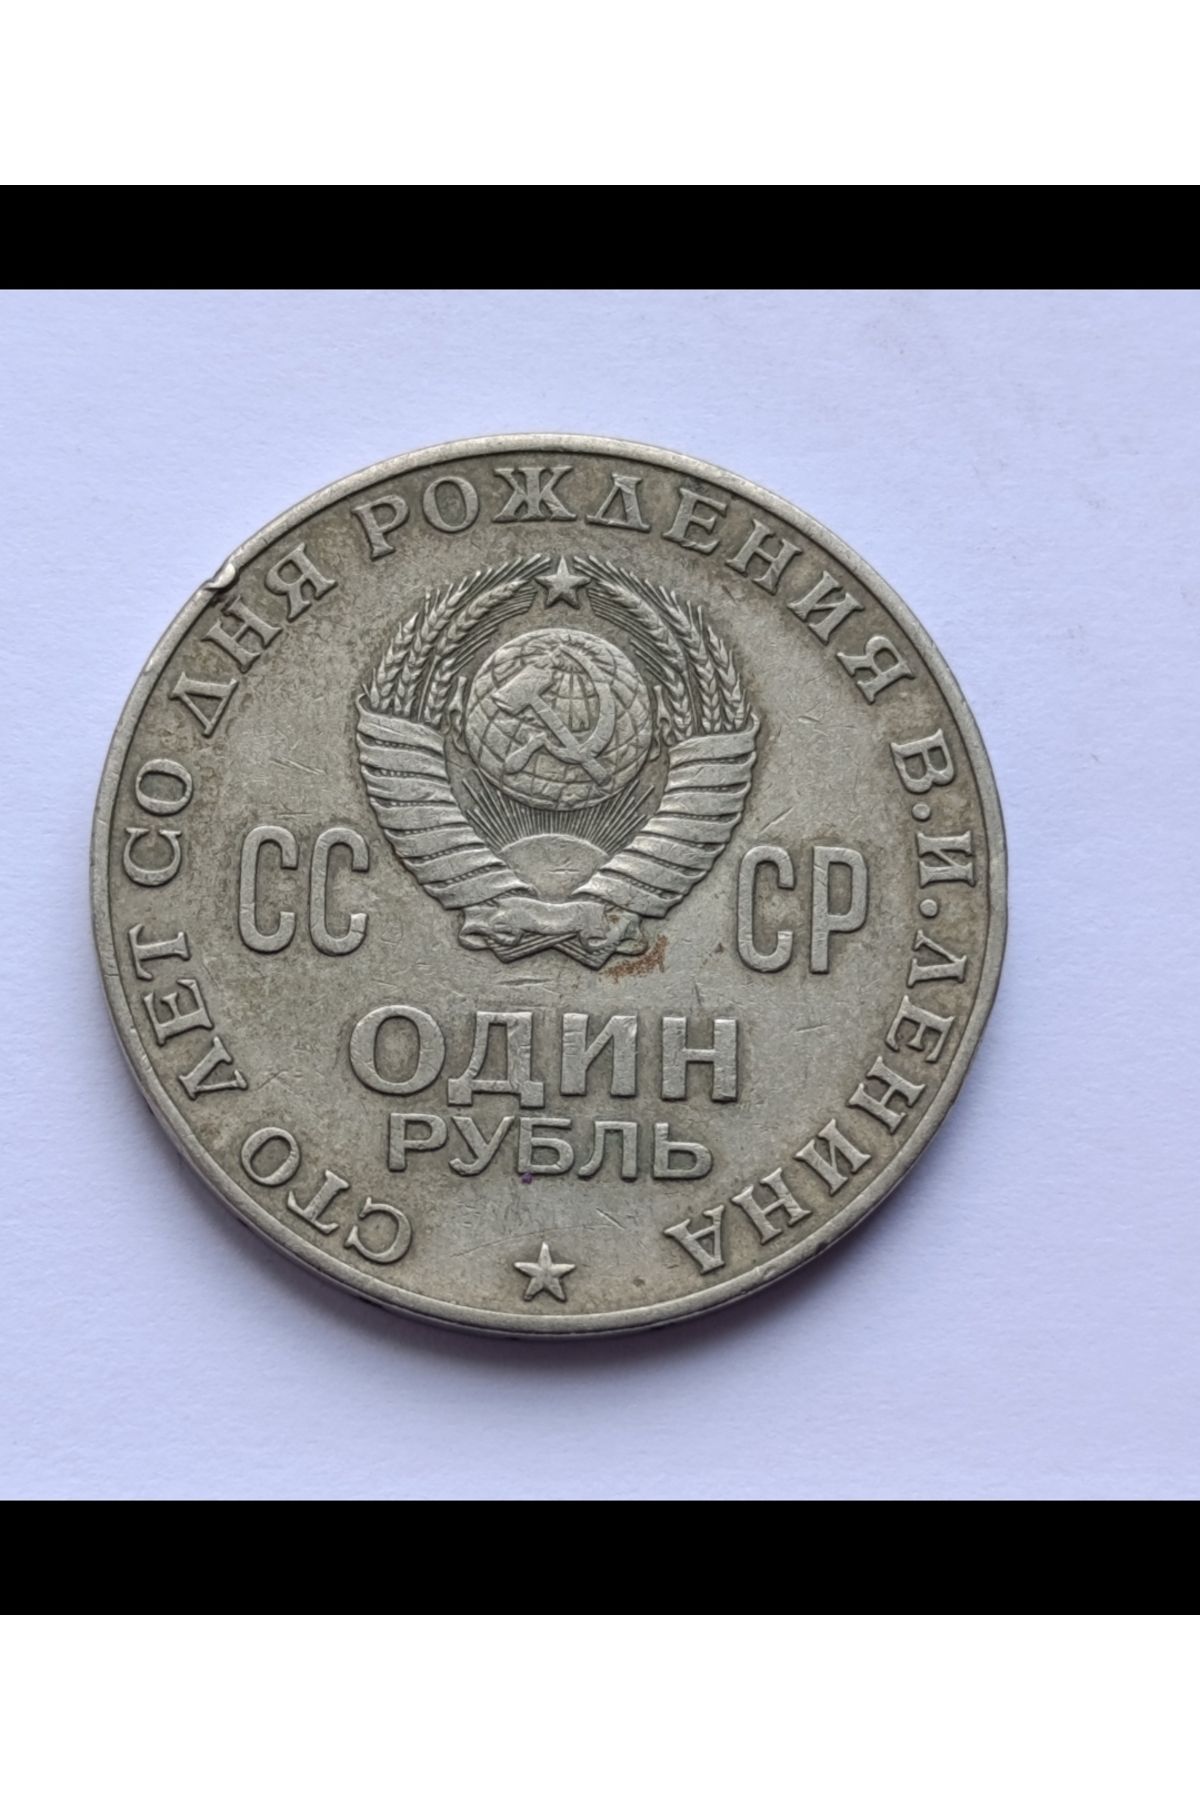 СТО ЛЕТ СО ДНЯ РОЖДЕНИЯ В.И.ЛЕНИНА
СС СР
ОДИН
РУБЛЬ